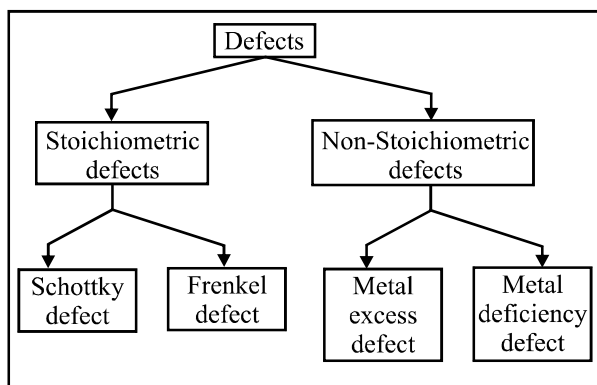 Defects
Stoichiometric
defects
Non-Stoichiometric
defects
Schottky
defect
Frenkel
defect
Metal
excess
defect
Metal
deficiency
defect